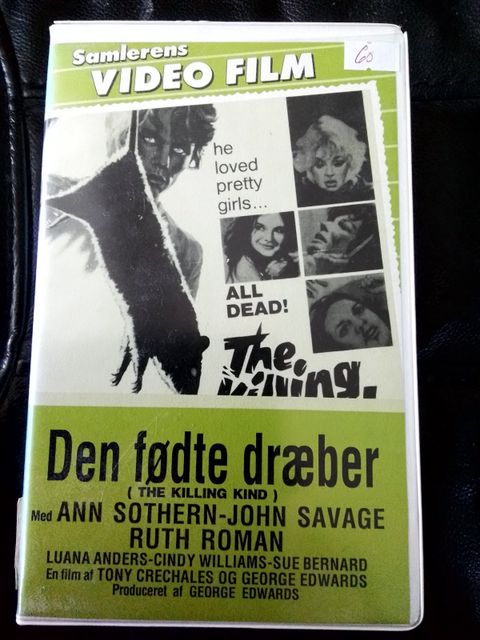 Samlerens
VIDEO FILM
60
he
loved
pretty
girls...
ALL
DEAD!
The
Killing
Den fødte dræber
( THE KILLING KIND )
Med ANN SOTHERN-JOHN SAVAGE
RUTH ROMAN
LUANA ANDERS-CINDY WILLIAMS-SUE BERNARD
En film af TONY CRECHALES OG GEORGE EDWARDS
Produceret af GEORGE EDWARDS